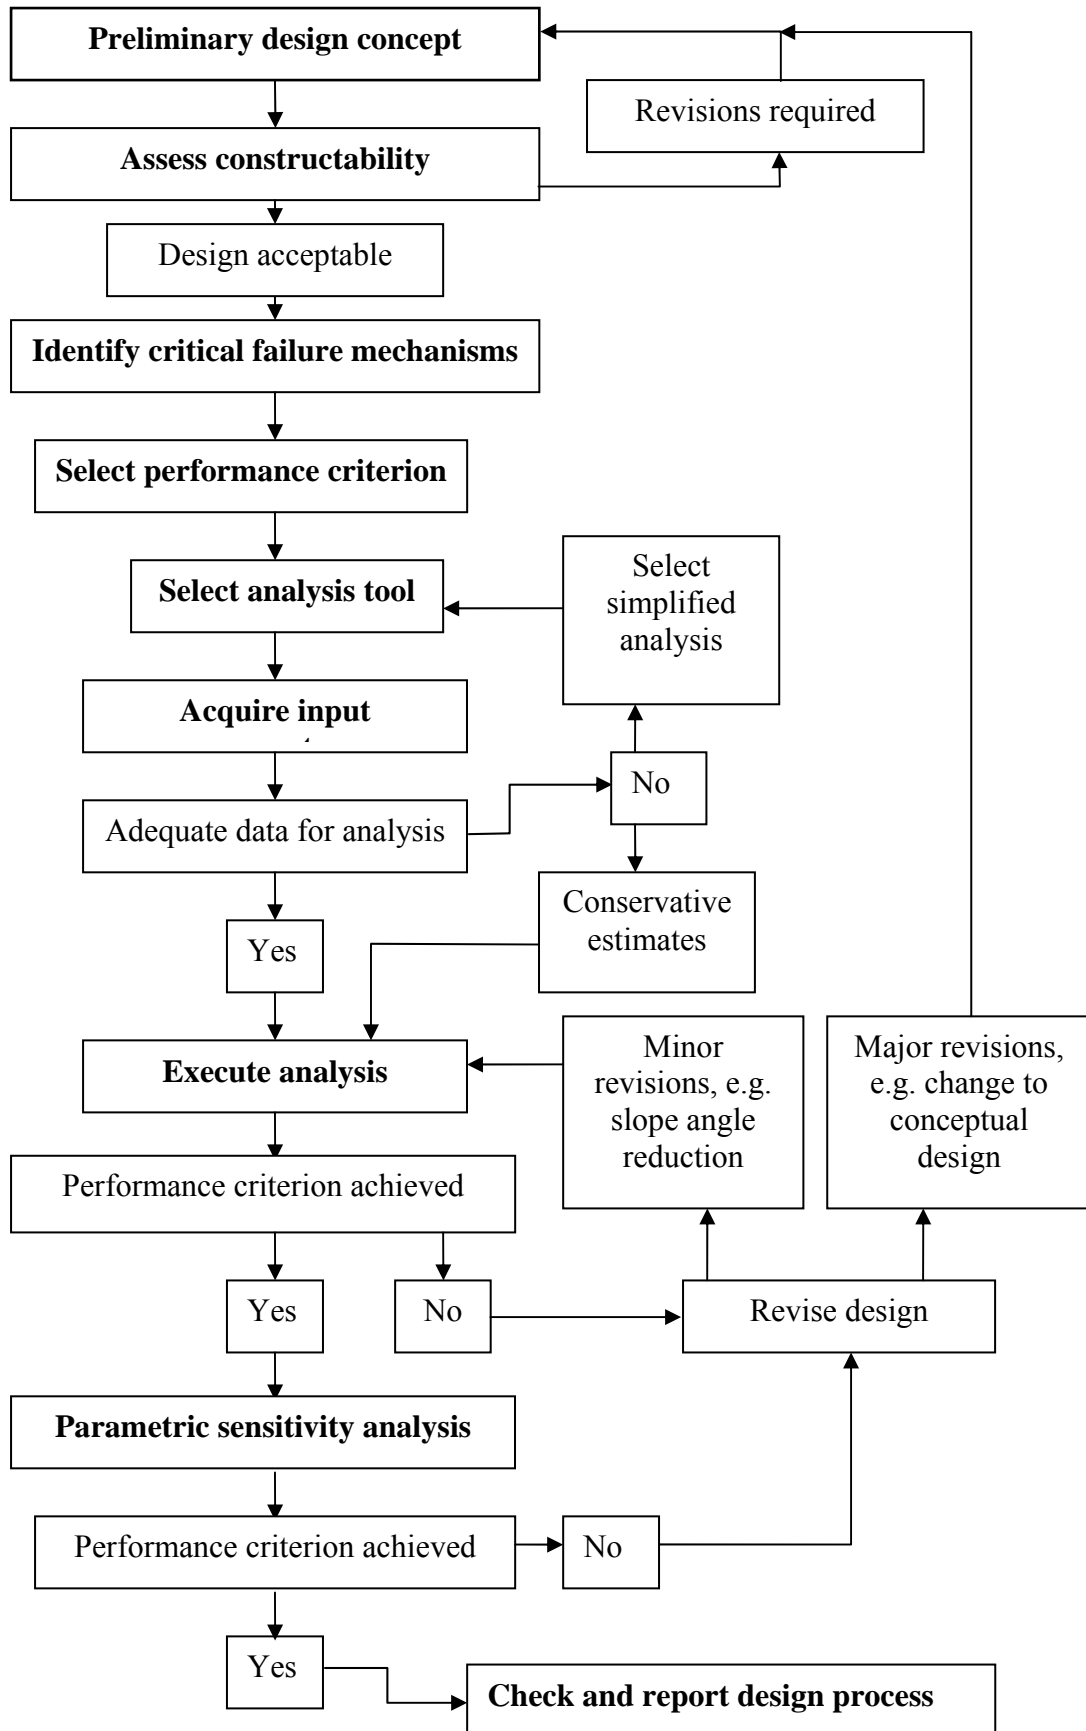 Preliminary design concept
Revisions required
Assess constructability
Design acceptable
Identify critical failure mechanisms
Select performance criterion
Select
simplified
analysis
Select analysis tool
Acquire input
No
Adequate data for analysis
Conservative
estimates
Yes
Minor
revisions, e.g.
slope angle
reduction
Major revisions,
e.g. change to
conceptual
design
Execute analysis
Performance criterion achieved
Yes
No
Revise design
Parametric sensitivity analysis
Performance criterion achieved
No
Yes
Check and report design process